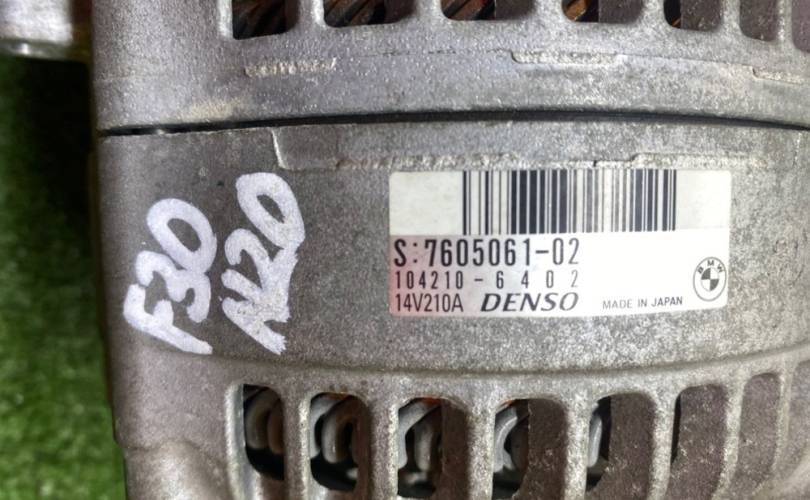 F30
N20
S:7605061-02
104210-6402
14V210A DENSO MADE IN JAPAN
BMW